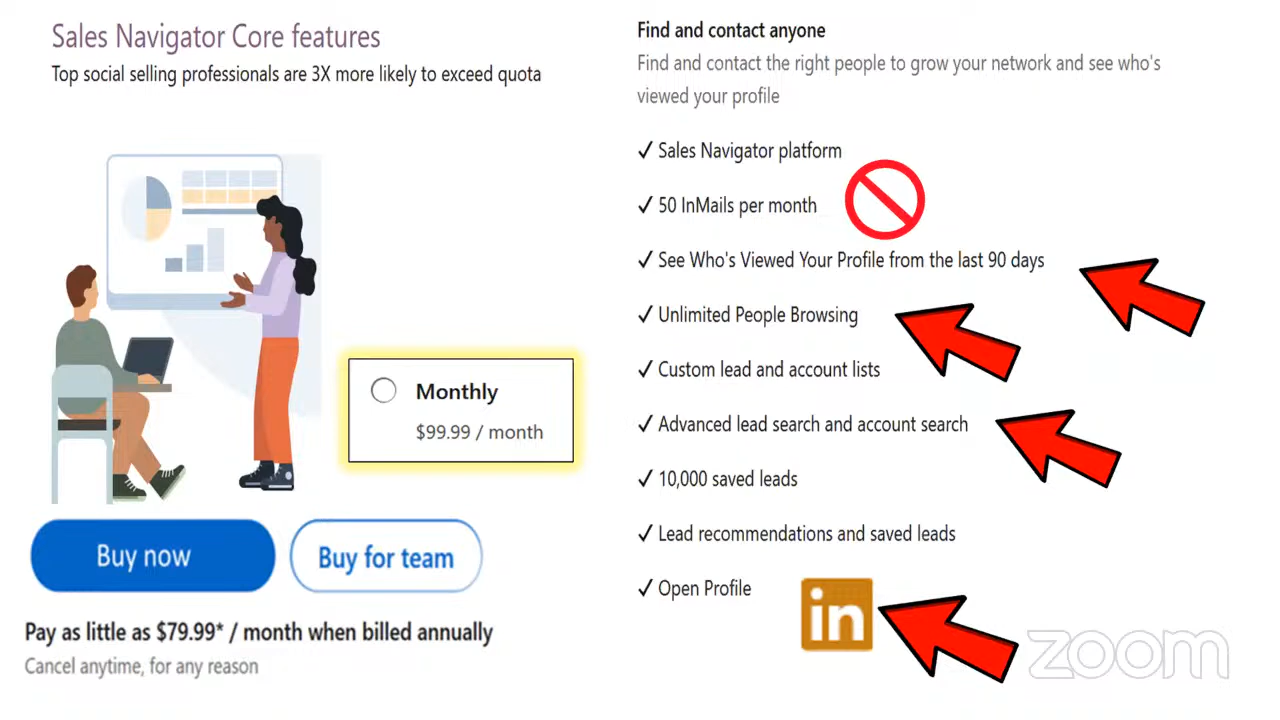 Sales Navigator Core features
Top social selling professionals are 3X more likely to exceed quota
Monthly
$99.99 / month
Buy now
Buy for team
Pay as little as $79.99* / month when billed annually
Cancel anytime, for any reason
Find and contact anyone
Find and contact the right people to grow your network and see who's
viewed your profile
✓ Sales Navigator platform
✓ 50 InMails per month
✓ See Who's Viewed Your Profile from the last 90 days
✓ Unlimited People Browsing
✓ Custom lead and account lists
✓ Advanced lead search and account search
✓ 10,000 saved leads
✓ Lead recommendations and saved leads
✓ Open Profile
in
zoom